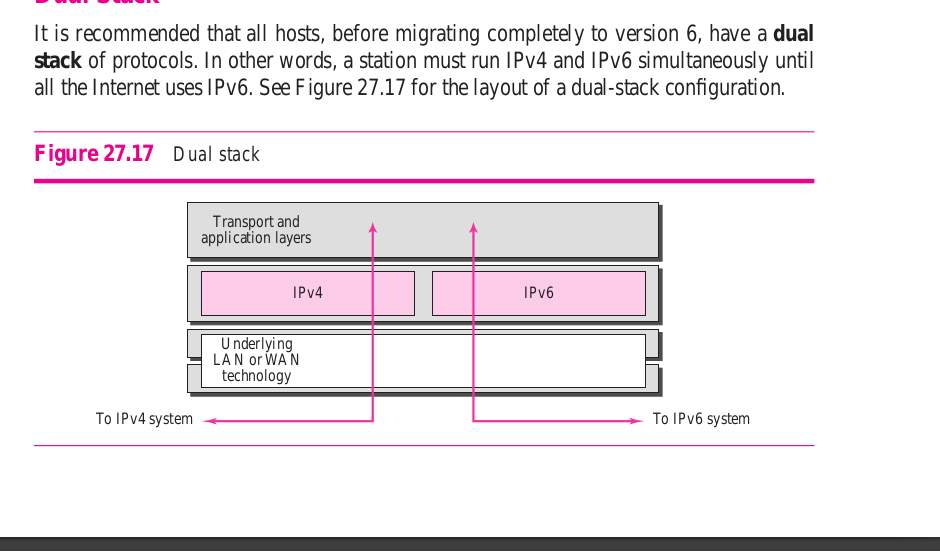 Dual Stack
It is recommended that all hosts, before migrating completely to version 6, have a dual
stack of protocols. In other words, a station must run IPv4 and IPv6 simultaneously until
all the Internet uses IPv6. See Figure 27.17 for the layout of a dual-stack configuration.
Figure 27.17 Dual stack
Transport and
application layers
IPv4
IPv6
Underlying
LAN or WAN
technology
To IPv4 system
To IPv6 system